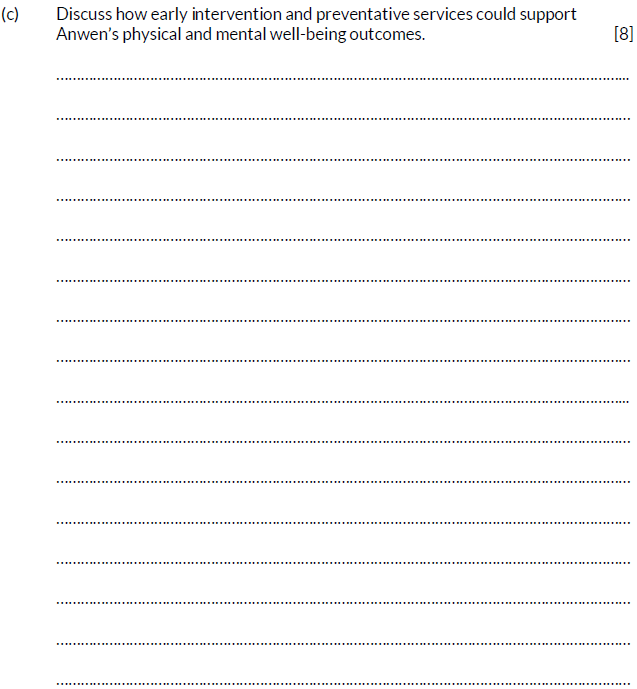 (c) Discuss how early intervention and preventative services could support
Anwen's physical and mental well-being outcomes. [8]